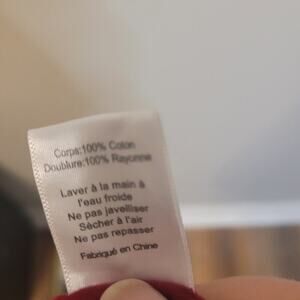 Corps:100% Coton
Doublure:100% Rayonne
Laver à la main à
l'eau froide
Ne pas javelliser
Sècher à l'air
Ne pas repasser
Fabriqué en Chine